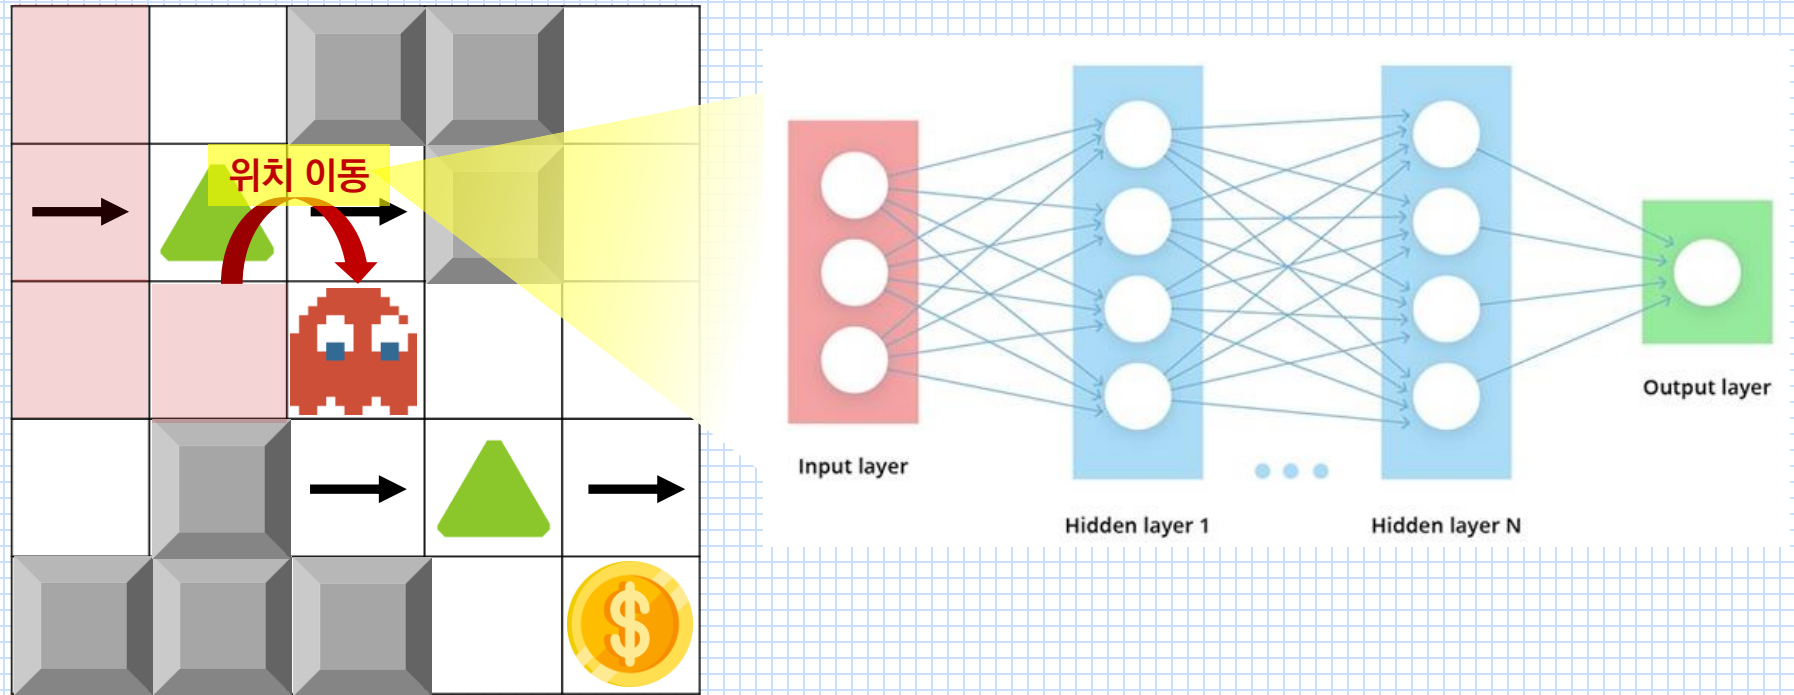 위치 이동
Input layer
Hidden layer 1
Hidden layer N
Output layer
$